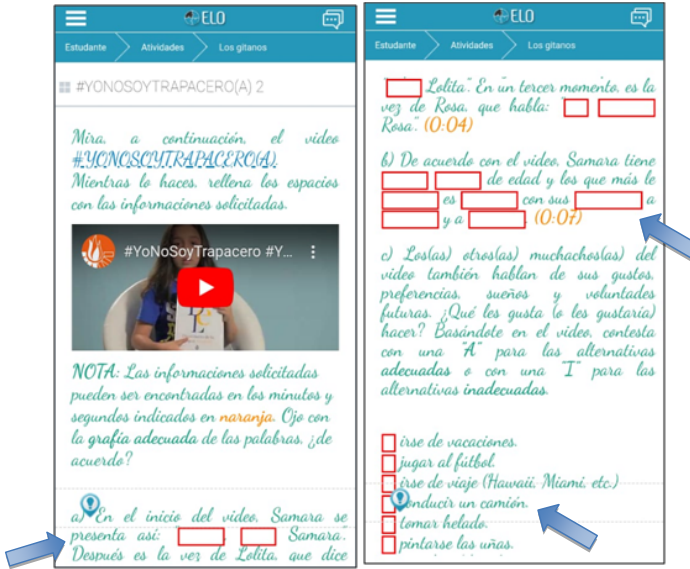 ELO
Estudante
Atividades
Los gitanos
#YONOSOYTRAPACERO(A) 2
Mira, a continuación, el video
#YONOSOYTRAPACERO(A).
Mientras lo haces, rellena los espacios
con las informaciones solicitadas.
#YoNoSoyTrapacero #Y...
NOTA: Las informaciones solicitadas
pueden ser encontradas en los minutos y
segundos indicados en naranja. Ojo con
la grafía adecuada de las palabras, ¿de
acuerdo?
a) En el inicio del video, Samara se
presenta así: Samara."
Después es la vez de Lolita, que dice
ELO
Estudante
Atividades
Los gitanos
" Lolita". En un tercer momento, es la
vez de Rosa, que habla: "
Rosa". (0:04)
b) De acuerdo con el video, Samara tiene
de edad y los que más le
es con sus a
y a . (0:07)
c) Los(as) otros(as) muchachos(as) del
video también hablan de sus gustos,
preferencias, sueños y voluntades
futuras. ¿Qué les gusta (o les gustaría)
hacer? Basándote en el video, contesta
con una "A" para las alternativas
adecuadas o con una "I" para las
alternativas inadecuadas.
irse de vacaciones.
jugar al fútbol.
irse de viaje (Hawaii, Miami, etc.)
conducir un camión.
tomar helado.
pintarse las uñas.